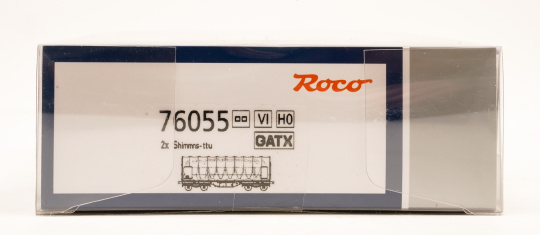 Roco
76055 VI H0
2x Shimmns-ttu GATX